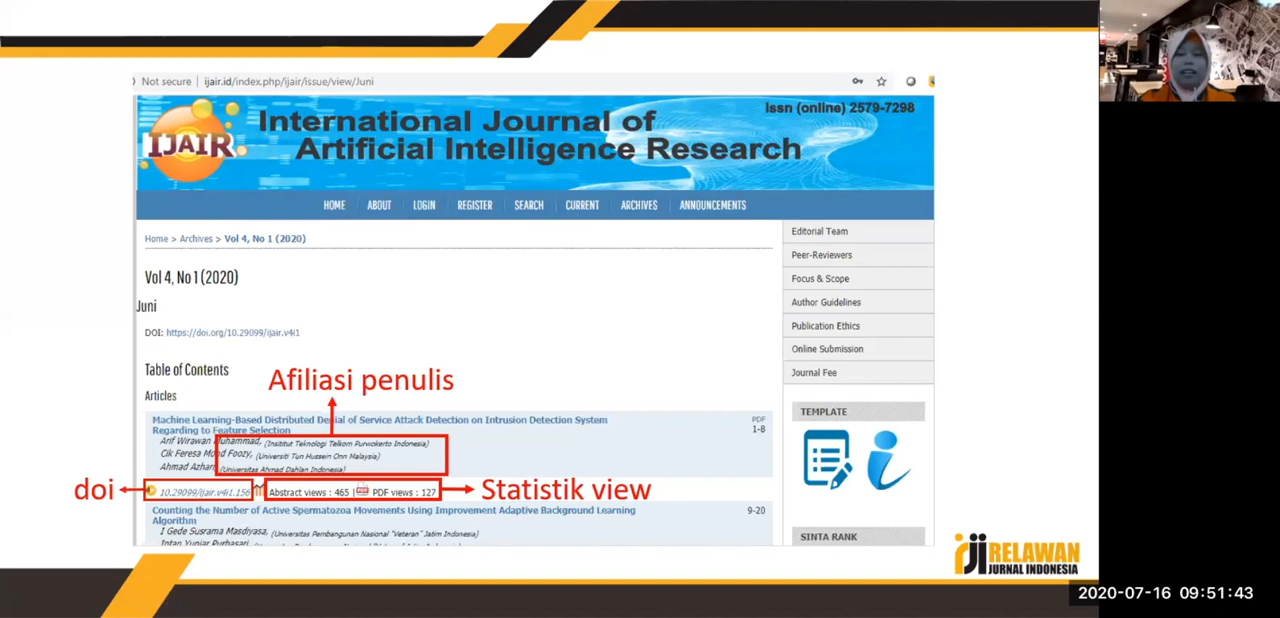 Not secure | ijair.id/index.php/ijair/issue/view/Juni
Issn (online) 2579-7298
IJAIR
International Journal of
Artificial Intelligence Research
HOME ABOUT LOGIN REGISTER SEARCH CURRENT ARCHIVES ANNOUNCEMENTS
Home > Archives > Vol 4, No 1 (2020)
Vol 4, No 1 (2020)
Juni
DOI: https://doi.org/10.29099/ijair.v4i1
Table of Contents
Afiliasi penulis
Articles
Machine Learning-Based Distributed Denial of Service Attack Detection on Intrusion Detection System
Regarding to Feature Selection
PDF
1-8
Arif Wirawan Muhammad, (Institut Teknologi Telkom Purwokerto Indonesia)
Cik Feresa Mohd Foozy, (Universiti Tun Hussein Onn Malaysia)
Ahmad Azhari (Universitas Ahmad Dahlan Indonesia)
doi
10.29099/ijair.v4i1.156
Abstract views : 465 | PDF views : 127
Statistik view
Counting the Number of Active Spermatozoa Movements Using Improvement Adaptive Background Learning
Algorithm
9-20
I Gede Susrama Masdiyasa, (Universitas Pembangunan Nasional "Veteran" Jatim Indonesia)
Intan Yuniar Purbasari,
Editorial Team
Peer-Reviewers
Focus & Scope
Author Guidelines
Publication Ethics
Online Submission
Journal Fee
TEMPLATE
SINTA RANK
rji RELAWAN
JURNAL INDONESIA
2020-07-16 09:51:43